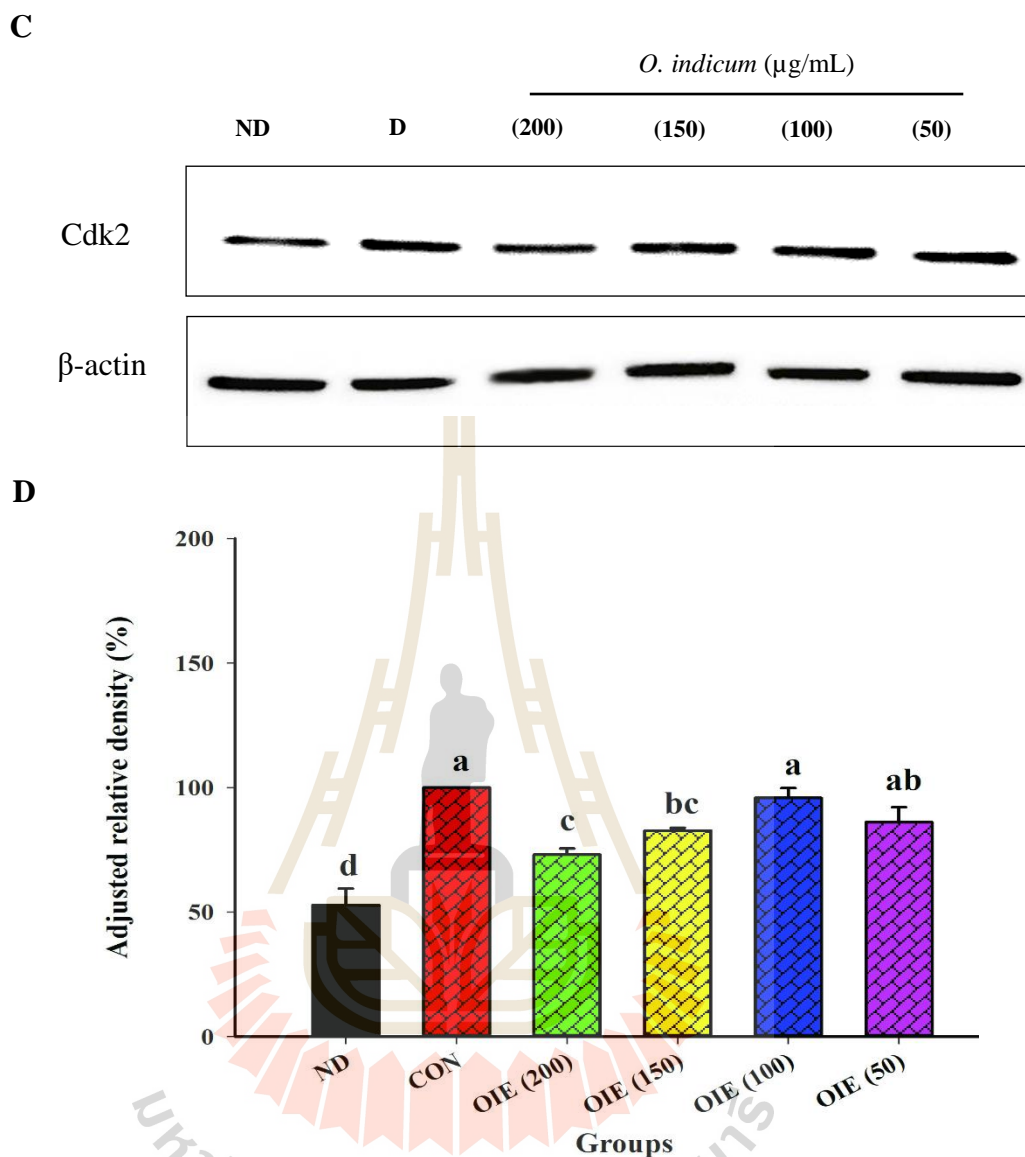 C
O. indicum (µg/mL)
ND D (200) (150) (100) (50)
Cdk2
β-actin
D
Adjusted relative density (%)
200
150
100
50
0
d a c bc a ab
ND CON OIE (200) OIE (150) OIE (100) OIE (50)
Groups